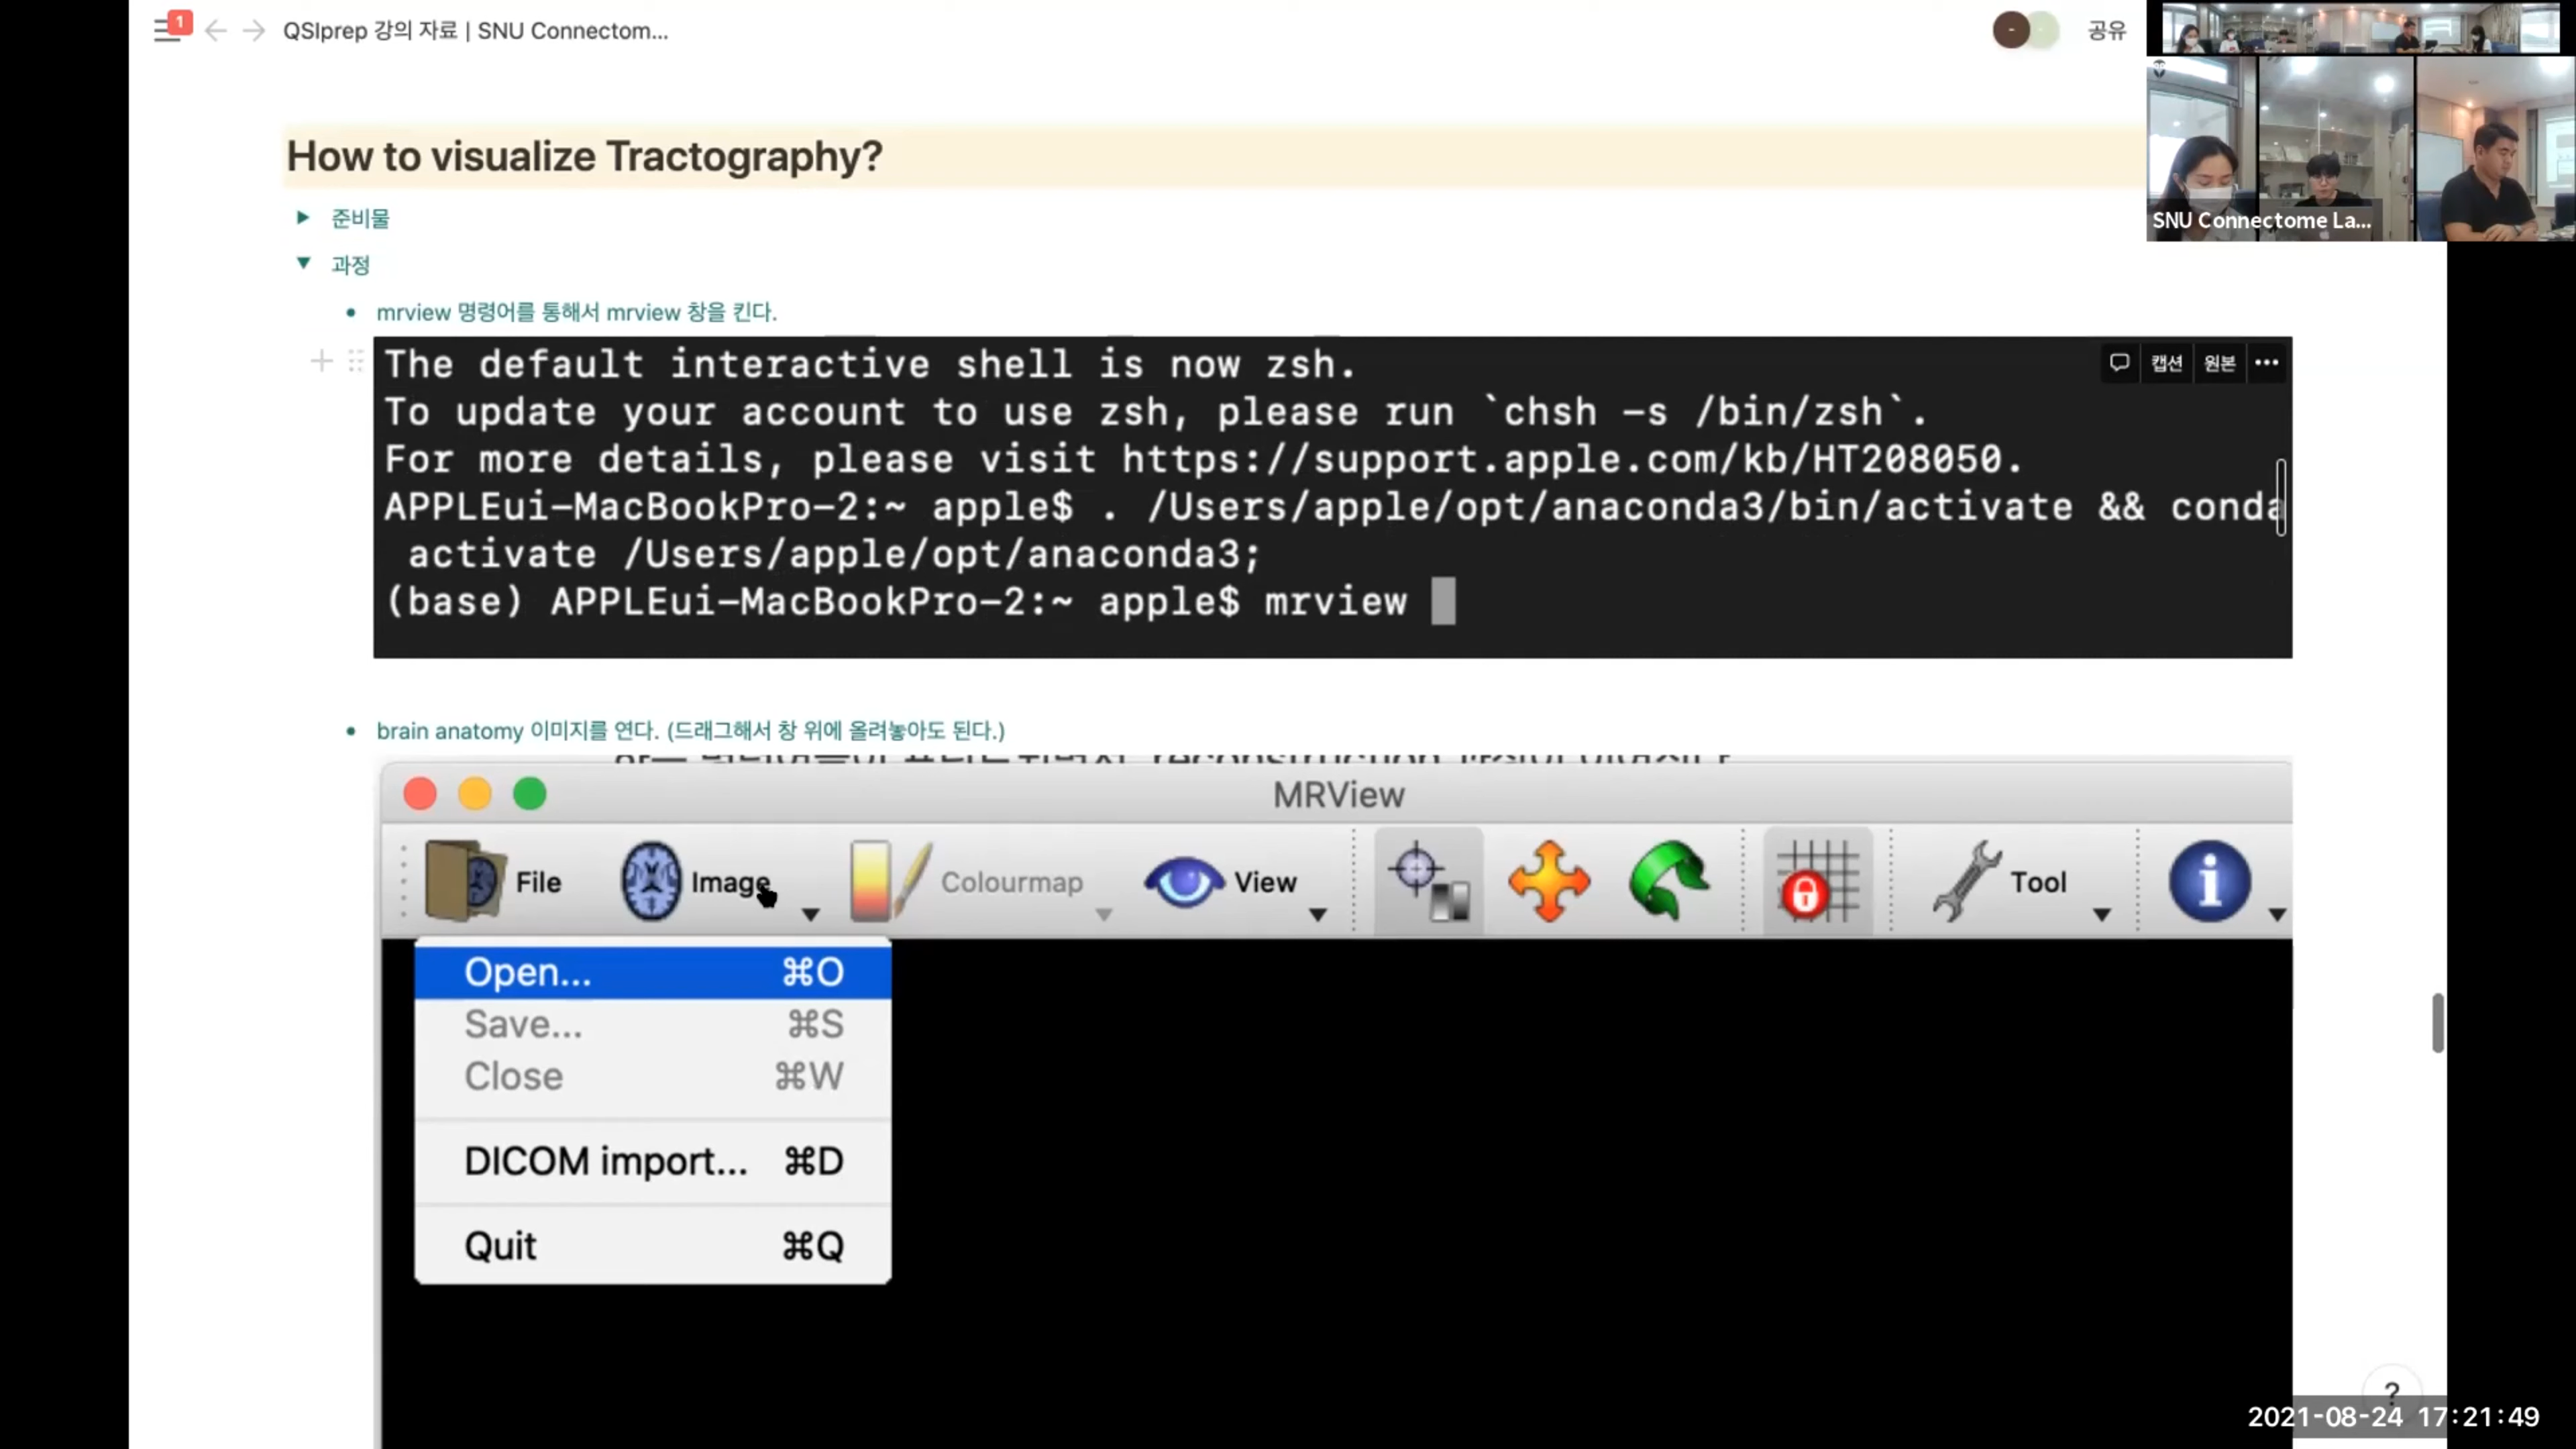 1
QSIprep 강의 자료 | SNU Connectom...
공유
SNU Connectome La...
How to visualize Tractography?
준비물
과정
mrview 명령어를 통해서 mrview 창을 킨다.
The default interactive shell is now zsh.
To update your account to use zsh, please run `chsh -s /bin/zsh`.
For more details, please visit https://support.apple.com/kb/HT208050.
APPLEui-MacBookPro-2:~ apple$ . /Users/apple/opt/anaconda3/bin/activate && conda
activate /Users/apple/opt/anaconda3;
(base) APPLEui-MacBookPro-2:~ apple$ mrview
캡션 원본 •••
brain anatomy 이미지를 연다. (드래그해서 창 위에 올려놓아도 된다.)
reconstruction
MRView
File Image Colourmap View Tool
Open... ⌘O
Save... ⌘S
Close ⌘W
DICOM import... ⌘D
Quit ⌘Q
?
2021-08-24 17:21:49